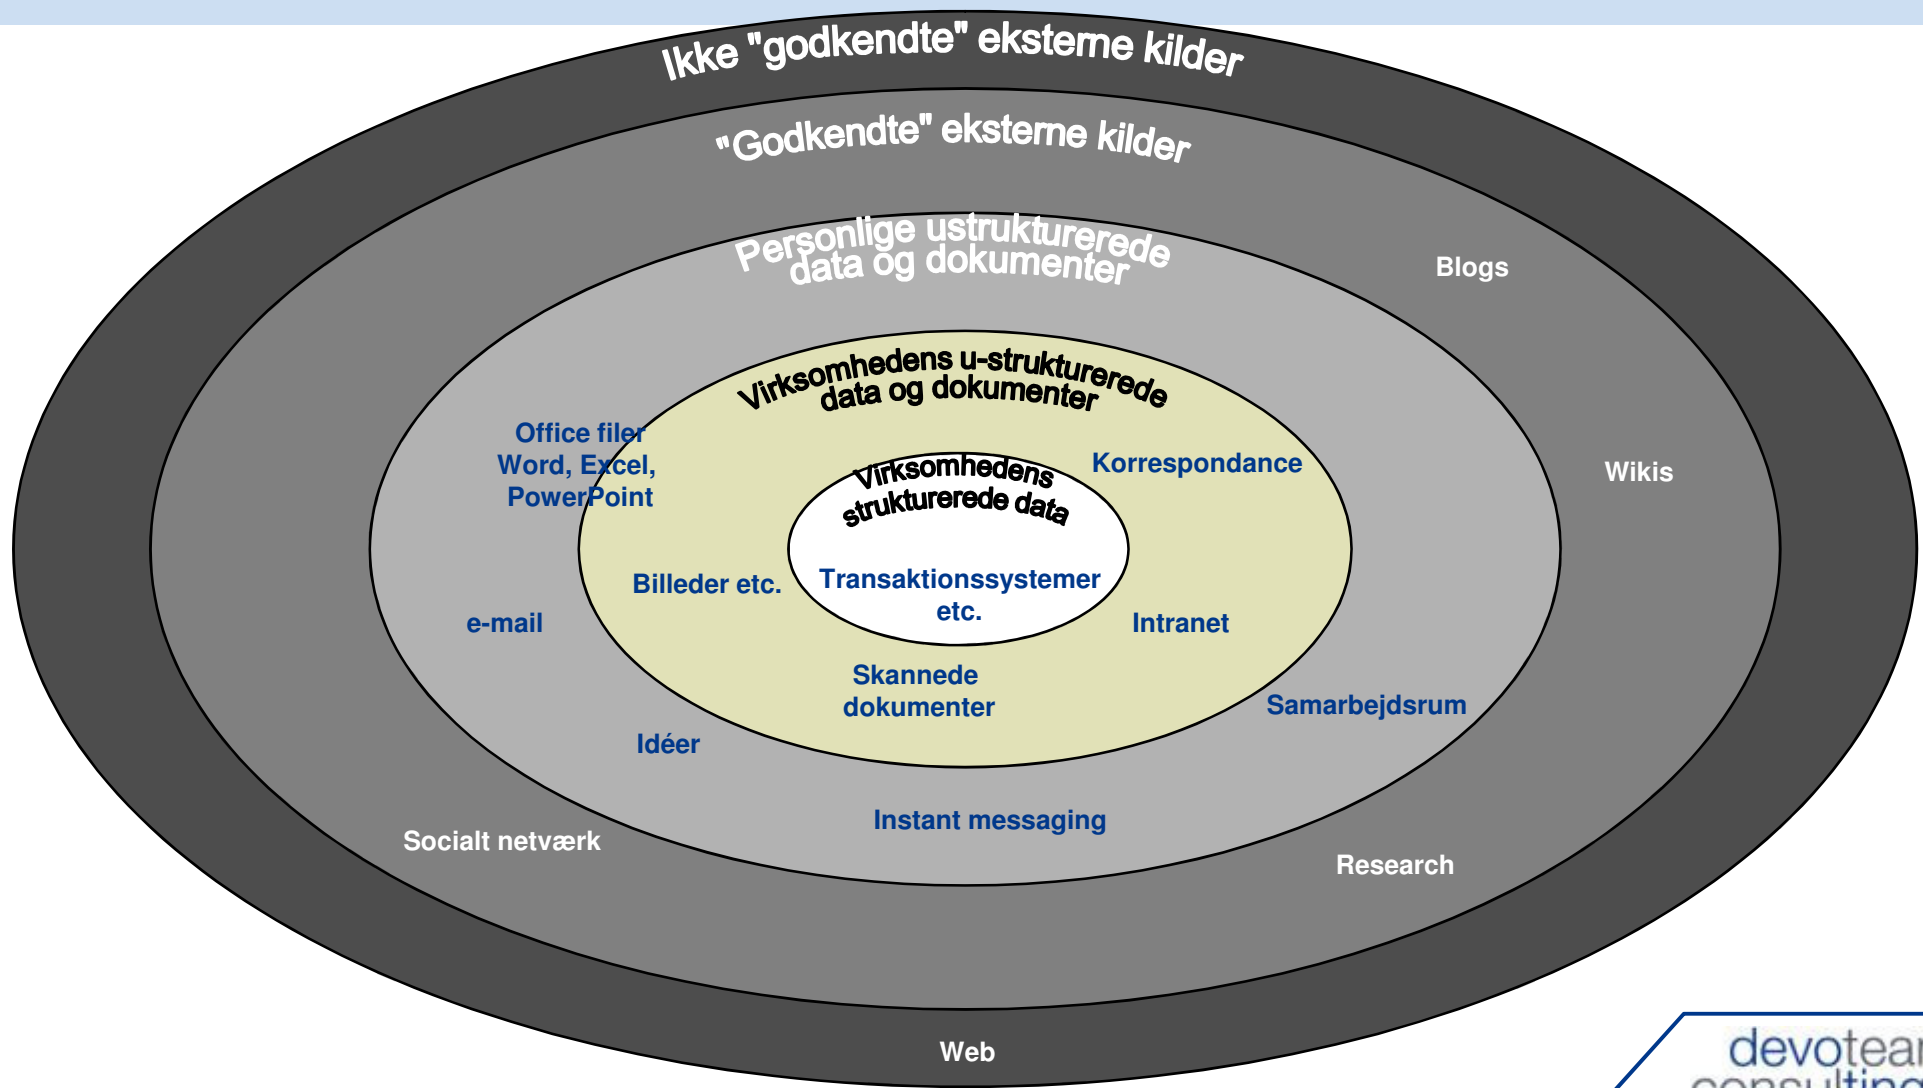 Ikke "godkendte" eksterne kilder
"Godkendte" eksterne kilder
Personlige ustrukturerede
data og dokumenter
Blogs
Virksomhedens u-strukturerede
data og dokumenter
Office filer
Word, Excel,
PowerPoint
Korrespondance
Wikis
Virksomhedens
strukturerede data
Billeder etc.
Transaktionssystemer
etc.
e-mail
Intranet
Skannede
dokumenter
Samarbejdsrum
Idéer
Instant messaging
Socialt netværk
Research
Web
devotear
consulting